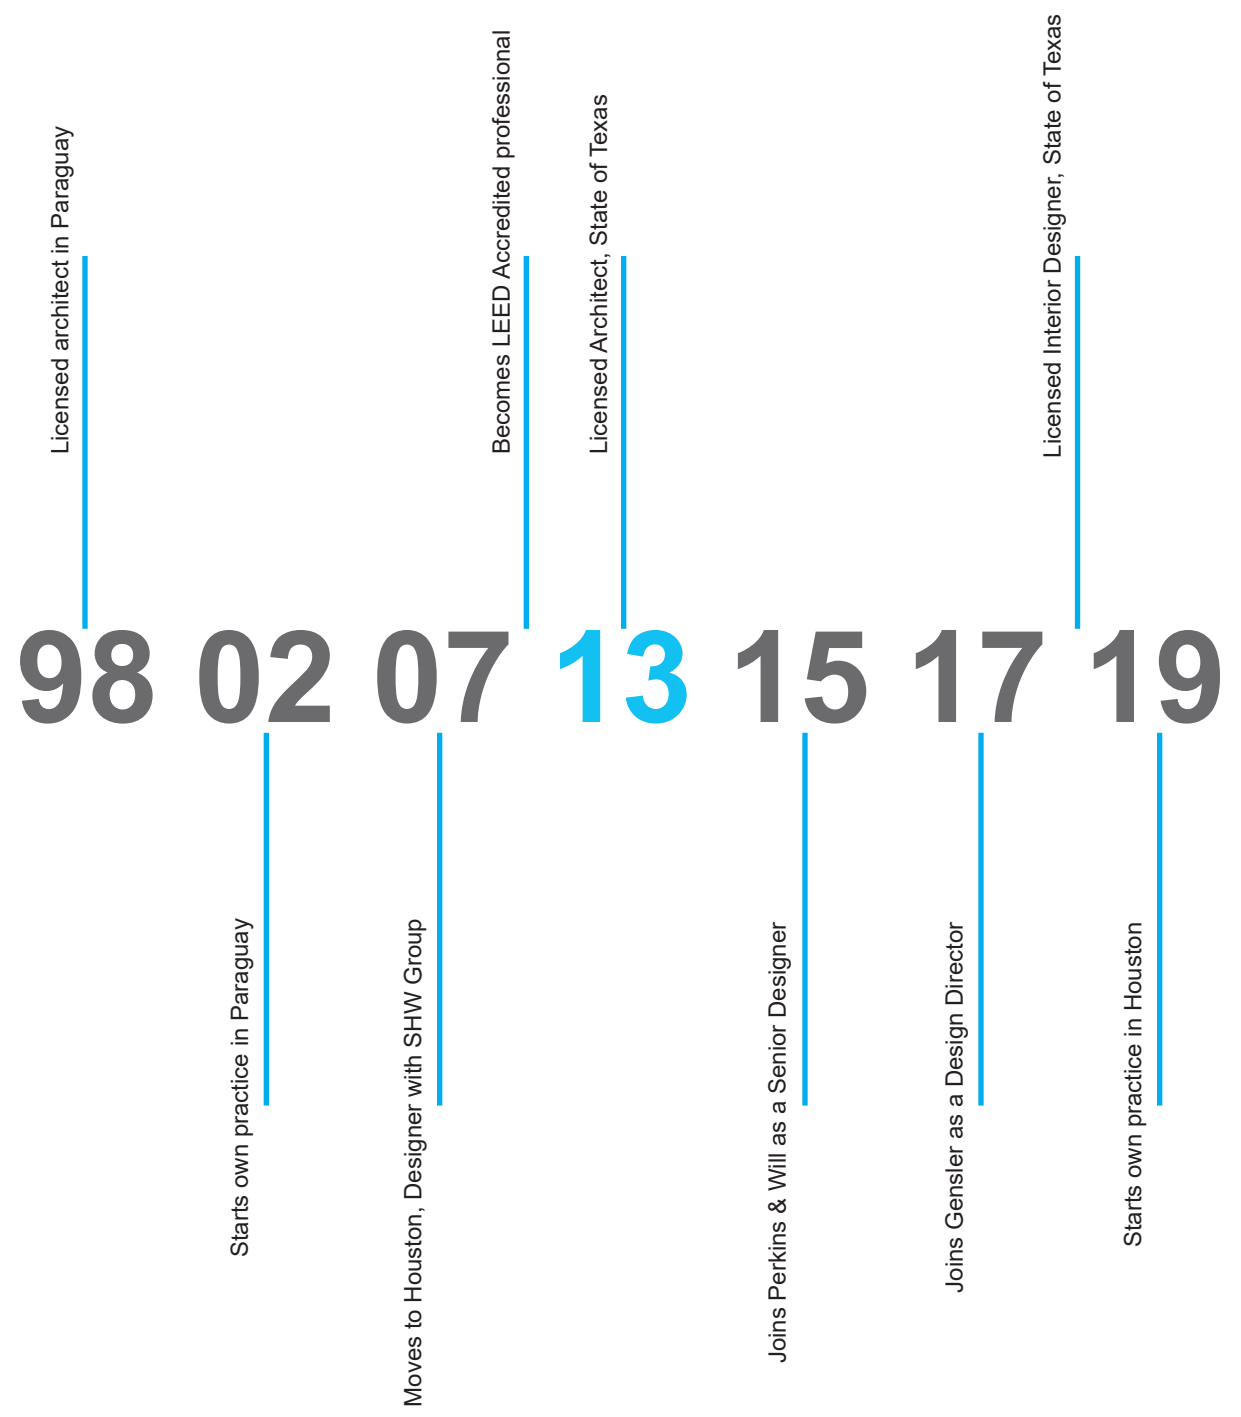 Licensed architect in Paraguay
Becomes LEED Accredited professional
Licensed Architect, State of Texas
Licensed Interior Designer, State of Texas
98 02 07 13 15 17 19
Starts own practice in Paraguay
Moves to Houston, Designer with SHW Group
Joins Perkins & Will as a Senior Designer
Joins Gensler as a Design Director
Starts own practice in Houston